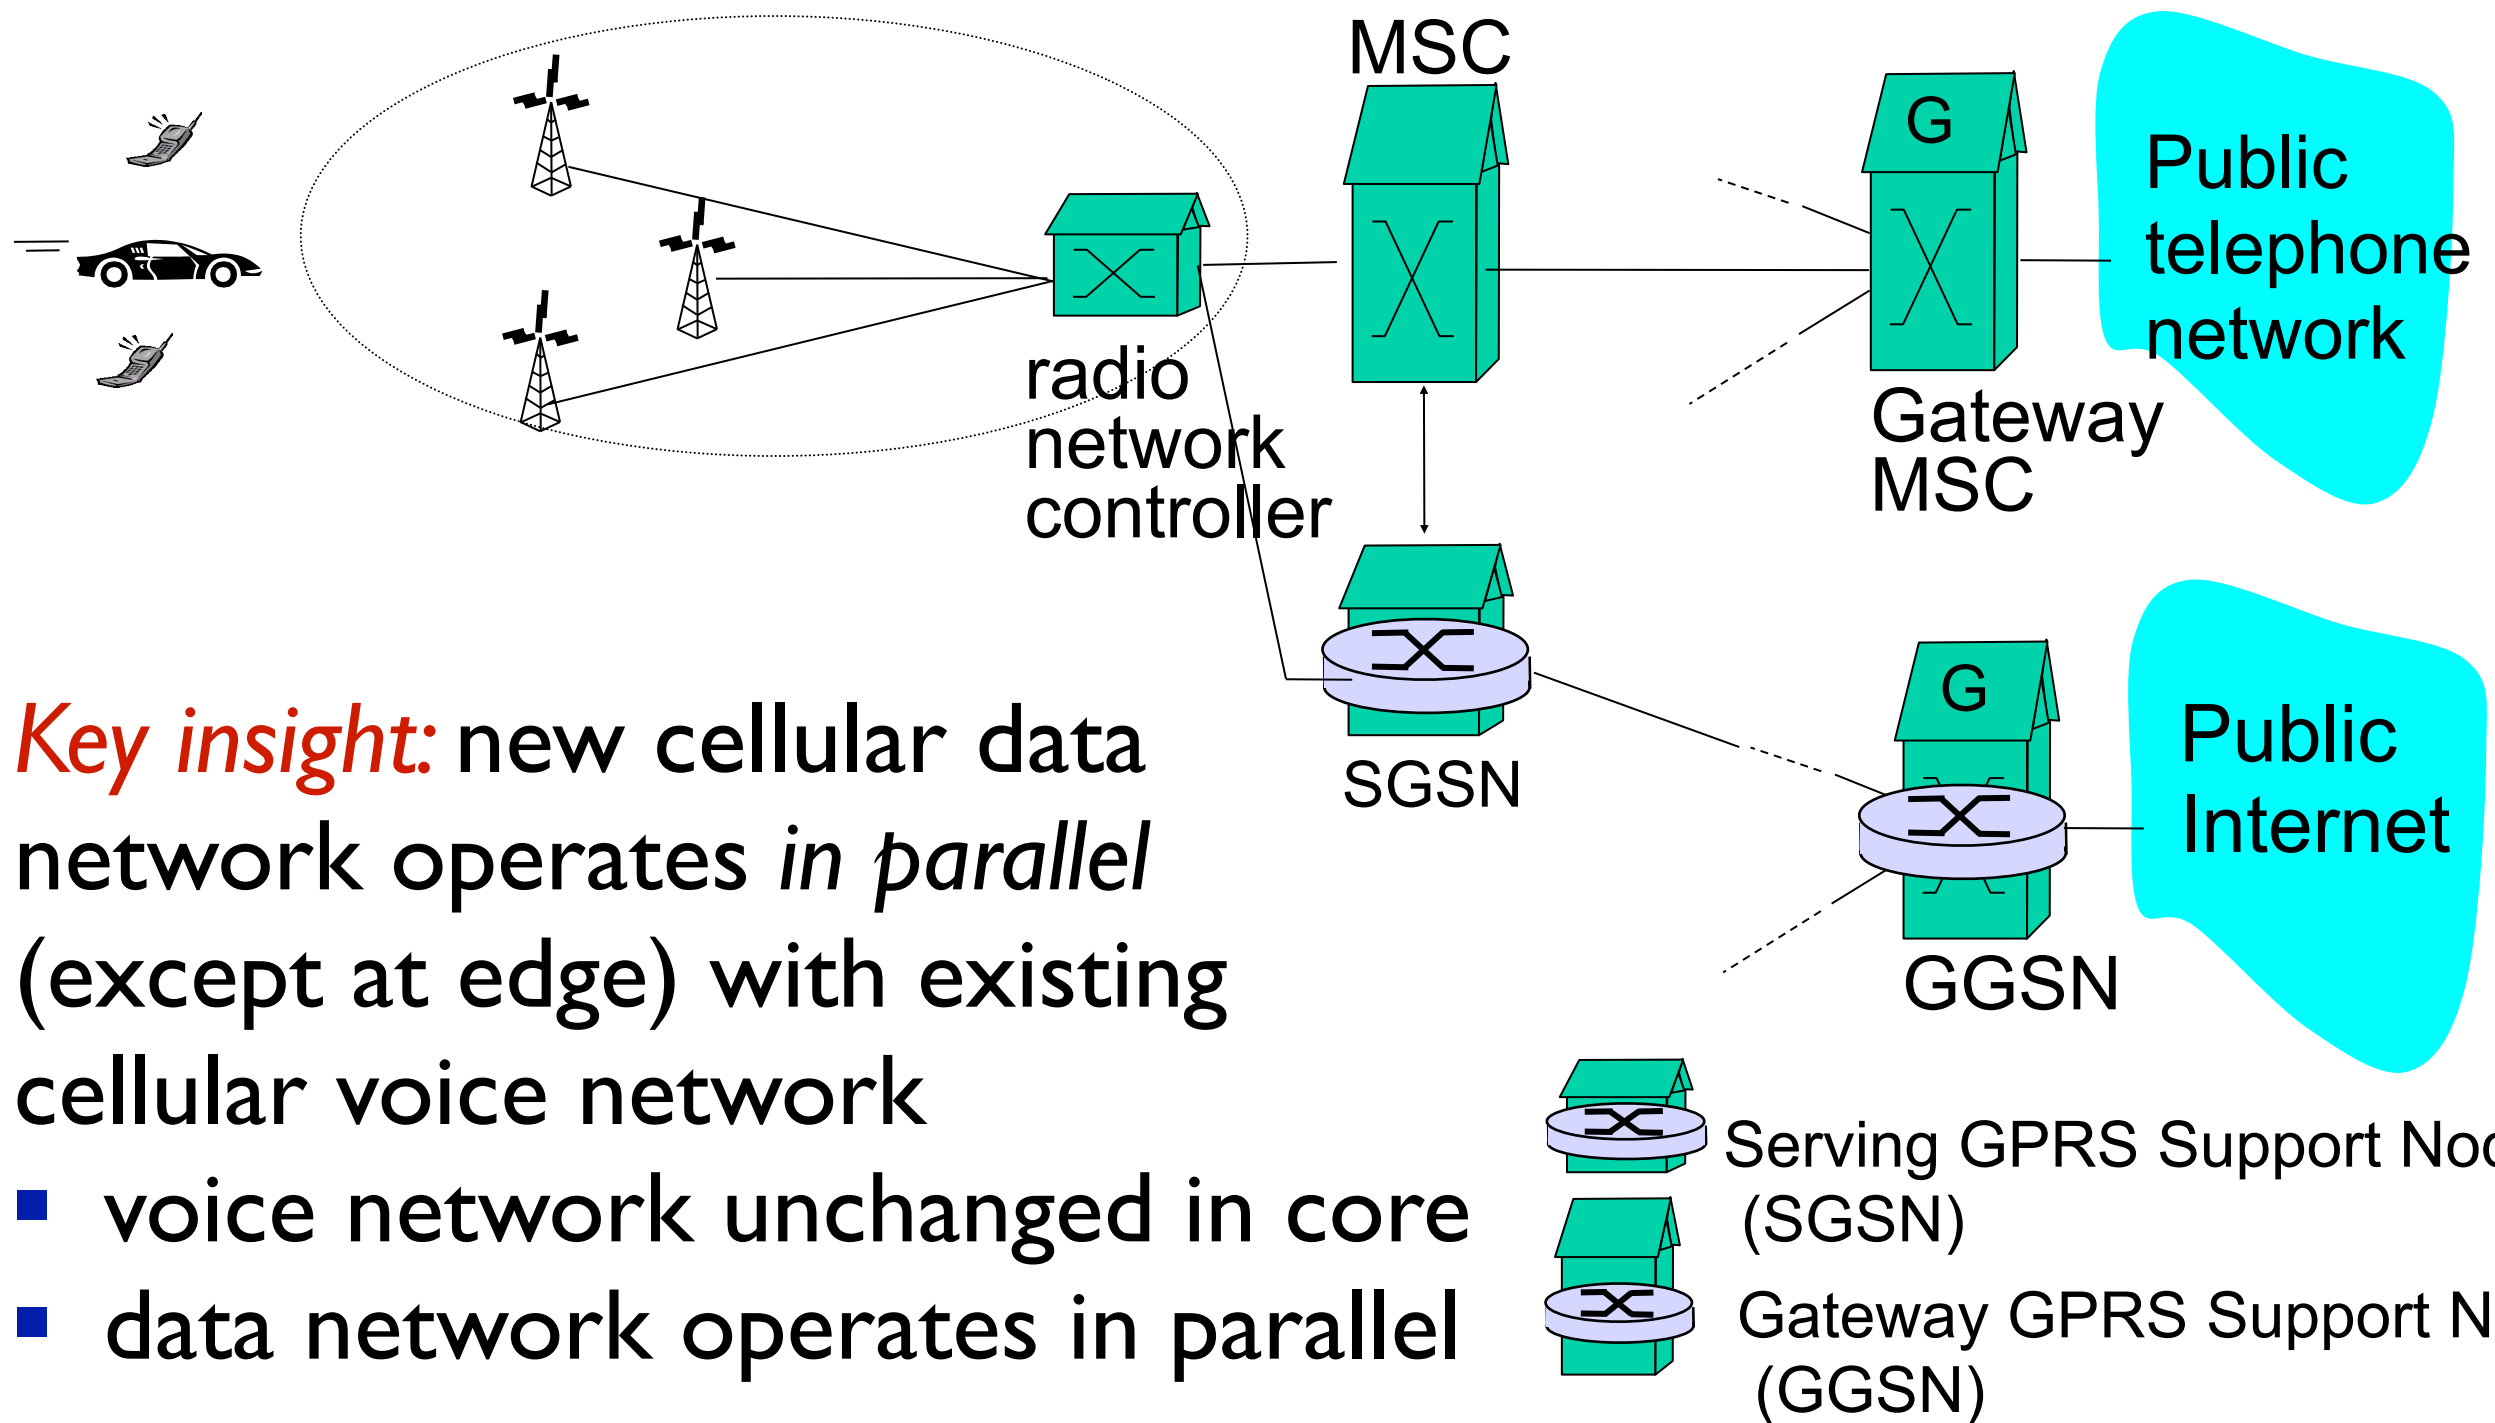 MSC
G
Public
telephone
network
radio
network
controller
Gateway
MSC
SGSN
G
Public
Internet
GGSN
Key insight: new cellular data
network operates in parallel
(except at edge) with existing
cellular voice network
voice network unchanged in core
data network operates in parallel
Serving GPRS Support
(SGSN)
Gateway GPRS Support
(GGSN)